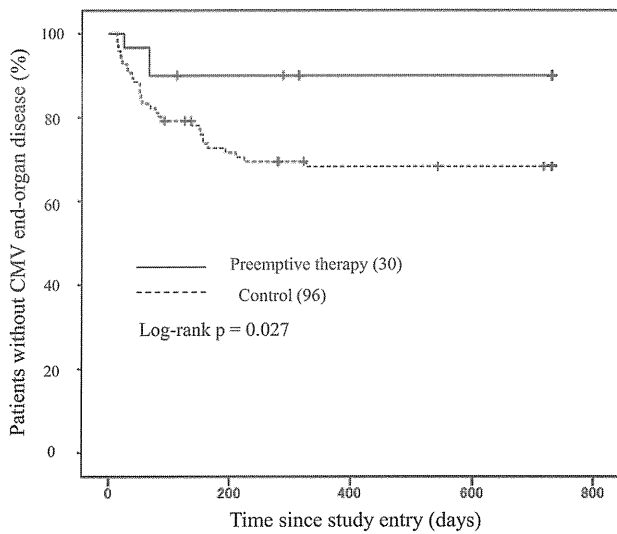 Patients without CMV end-organ disease (%)
100
80
60
40
20
0
Preemptive therapy (30)
Control (96)
Log-rank p = 0.027
0
200
400
600
800
Time since study entry (days)